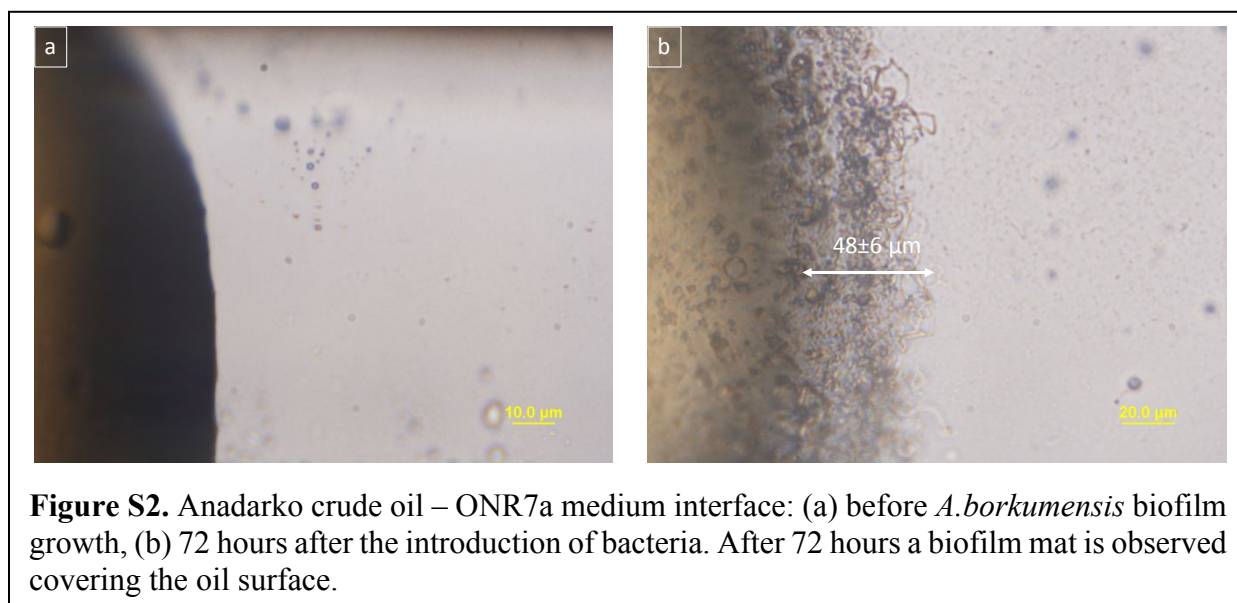 a
b
48±6 µm
10.0 µm
20.0 µm
Figure S2. Anadarko crude oil – ONR7a medium interface: (a) before A.borkumensis biofilm
growth, (b) 72 hours after the introduction of bacteria. After 72 hours a biofilm mat is observed
covering the oil surface.